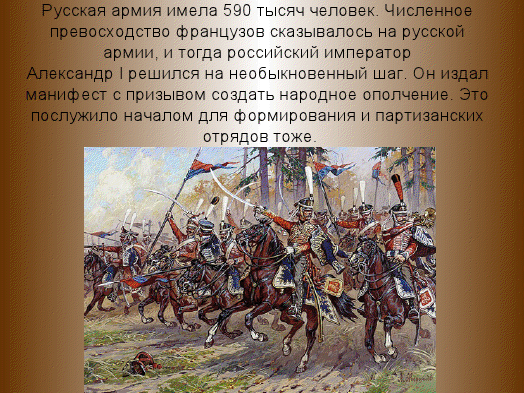 Русская армия имела 590 тысяч человек. Численное
превосходство французов сказывалось на русской
армии, и тогда российский император
Александр I решился на необыкновенный шаг. Он издал
манифест с призывом создать народное ополчение. Это
послужило началом для формирования и партизанских
отрядов тоже.